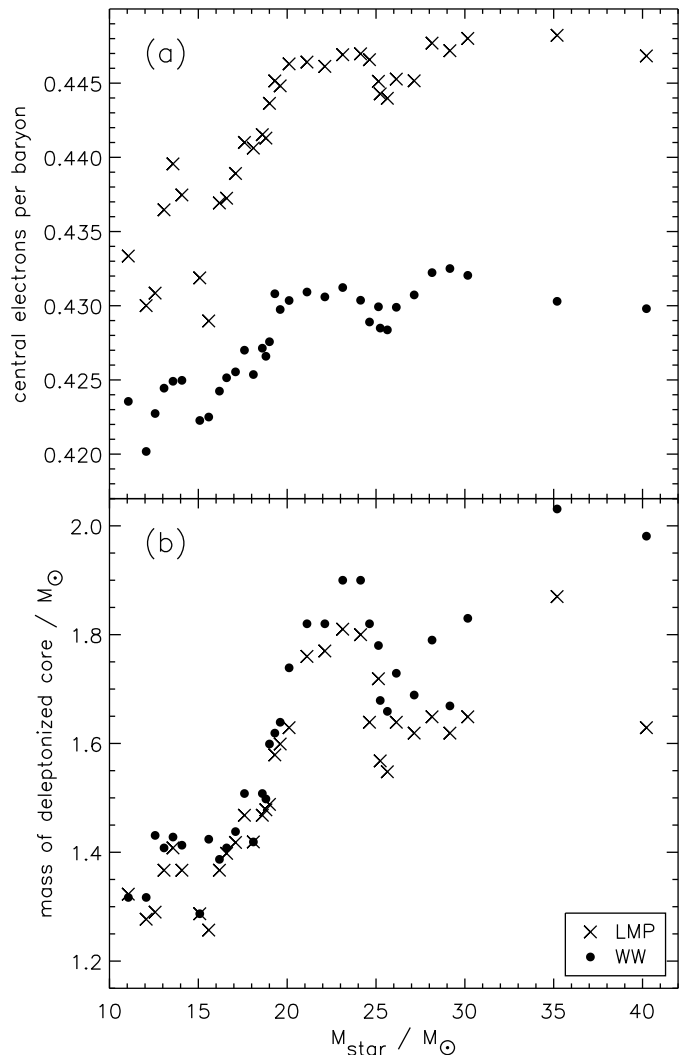 (a)
0.445
0.440
0.435
0.430
0.425
0.420
central electrons per baryon
(b)
2.0
1.8
1.6
1.4
1.2
mass of deleptonized core / M⊙
LMP
WW
10 15 20 25 30 35 40
M_star / M⊙